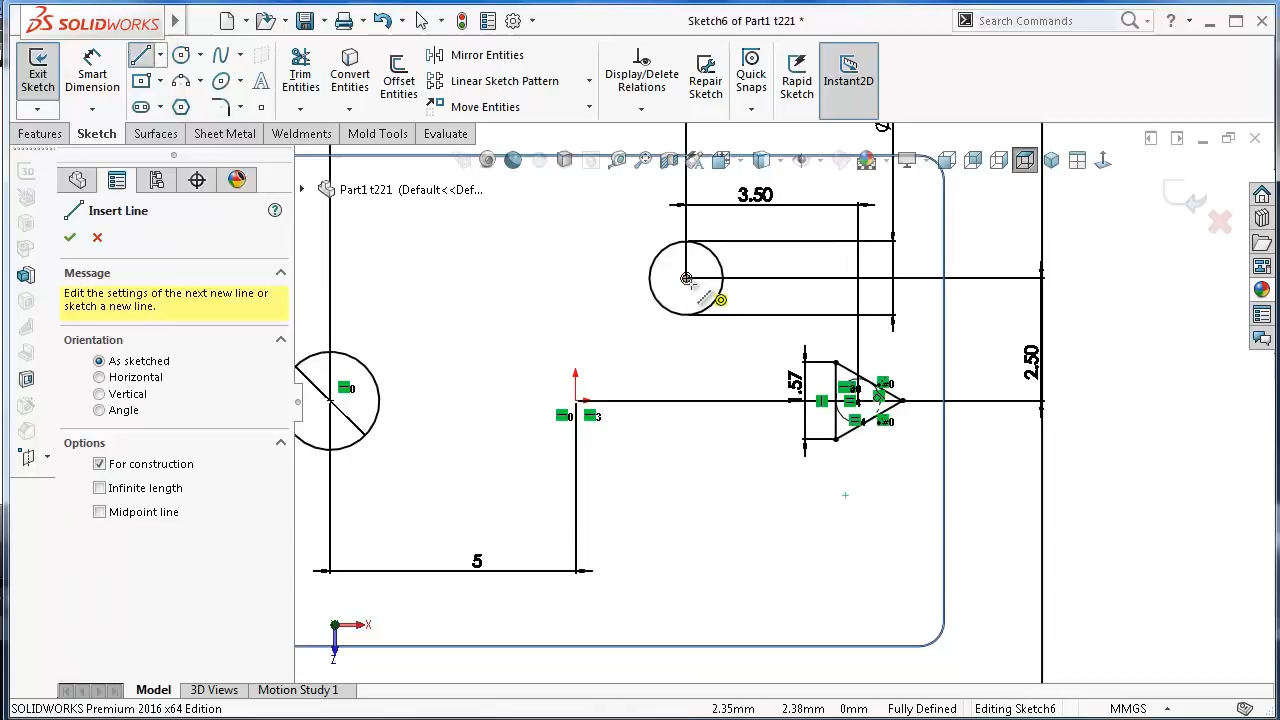 SOLIDWORKS
Sketch6 of Part1 t221 *
Search Commands
Exit Sketch
Smart Dimension
Trim Entities
Convert Entities
Offset Entities
Mirror Entities
Linear Sketch Pattern
Move Entities
Display/Delete Relations
Repair Sketch
Quick Snaps
Rapid Sketch
Instant2D
Features
Sketch
Surfaces
Sheet Metal
Weldments
Mold Tools
Evaluate
Part1 t221 (Default<<Def...
Insert Line
Message
Edit the settings of the next new line or
sketch a new line.
Orientation
As sketched
Horizontal
Vertical
Angle
Options
For construction
Infinite length
Midpoint line
3.50
2.50
1.57
5
0
0
3
X
Z
Model
3D Views
Motion Study 1
SOLIDWORKS Premium 2016 x64 Edition
2.35mm
2.38mm
0mm
Fully Defined
Editing Sketch6
MMGS